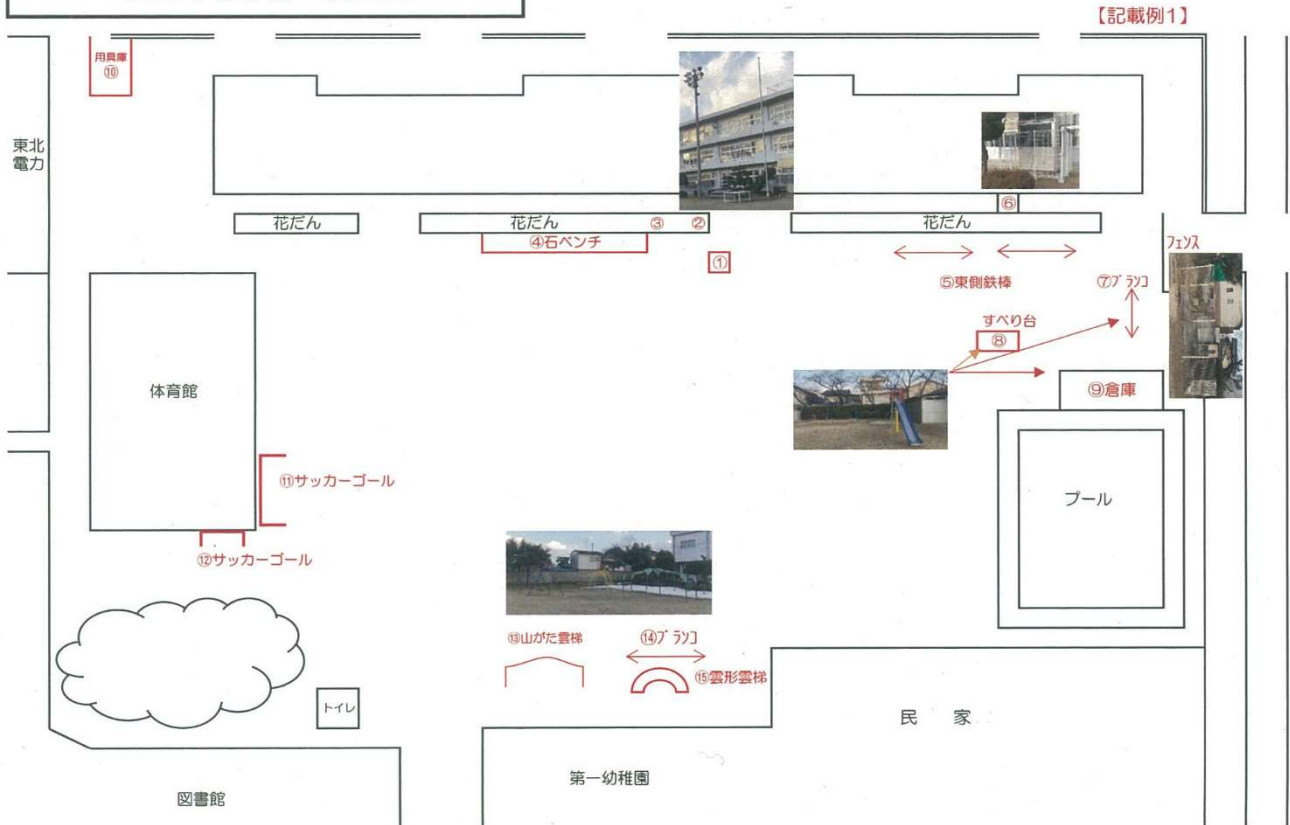 【記載例1】
用具庫
⑩
東北
電力
⑥
花だん
花だん
③
②
花だん
④石ベンチ
①
フェンス
⑤東側鉄棒
⑦ブランコ
すべり台
⑧
⑨倉庫
体育館
⑪サッカーゴール
プール
⑫サッカーゴール
⑬山がた雲梯
⑭ブランコ
⑮雲形雲梯
トイレ
民 家
第一幼稚園
図書館